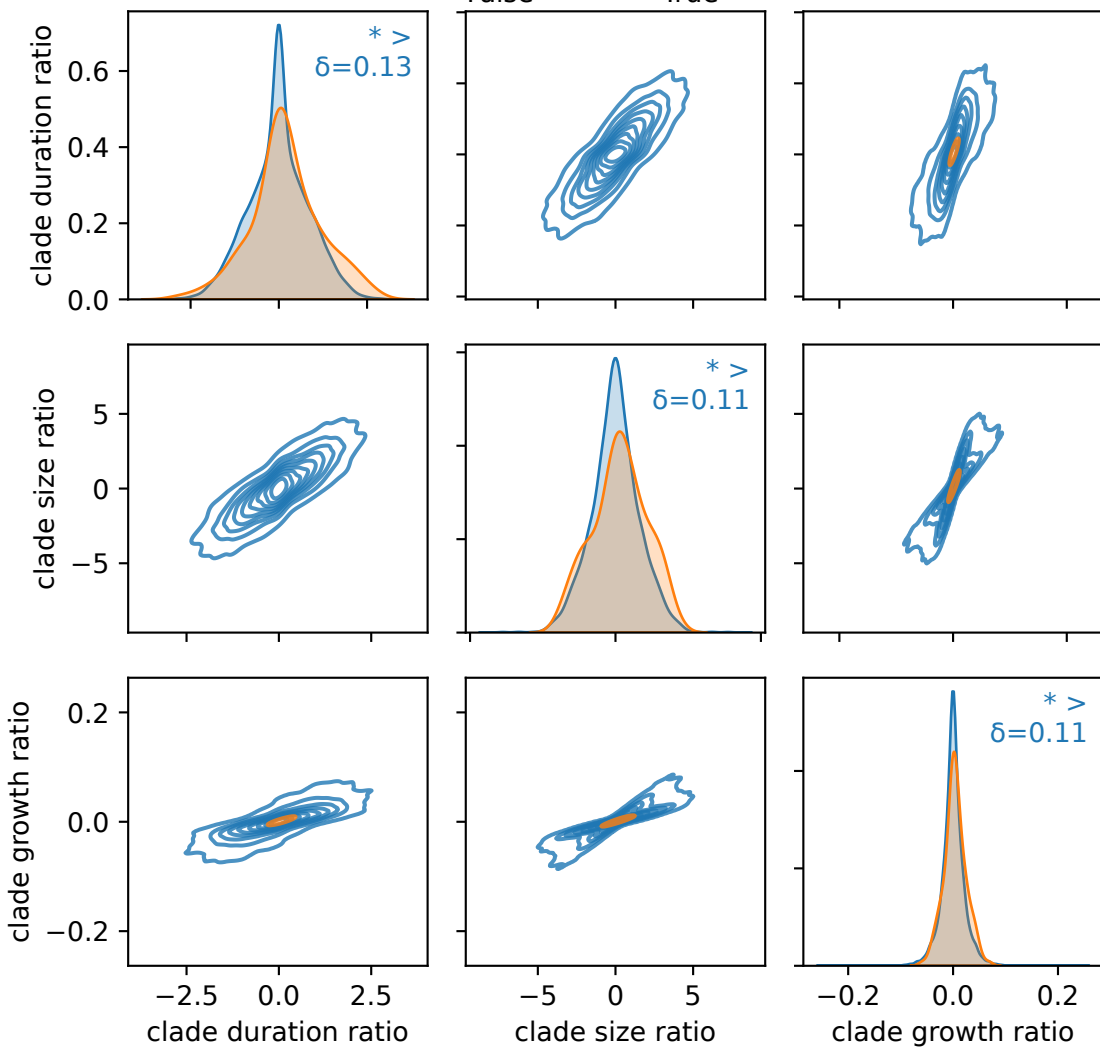 clade duration ratio
0.6
0.4
0.2
0.0
* >
δ=0.13
clade size ratio
5
0
−5
* >
δ=0.11
clade growth ratio
0.2
0.0
−0.2
* >
δ=0.11
−2.5 0.0 2.5
−5 0 5
−0.2 0.0 0.2
clade duration ratio
clade size ratio
clade growth ratio